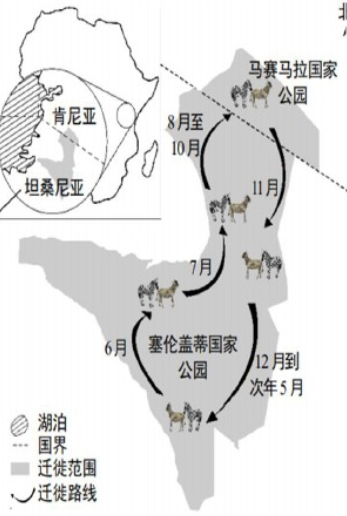 马赛马拉国家
公园
肯尼亚
8月至
10月
坦桑尼亚
11月
7月
6月
塞伦盖蒂国家
公园
12月到
次年5月
湖泊
国界
迁徙范围
迁徙路线